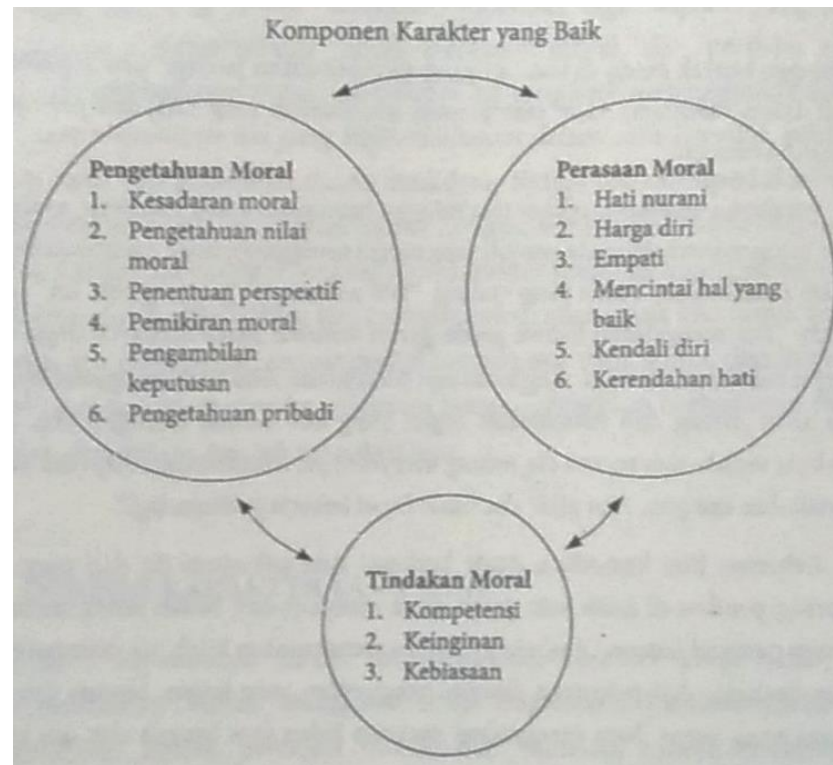 Komponen Karakter yang Baik
Pengetahuan Moral
1. Kesadaran moral
2. Pengetahuan nilai
moral
3. Penentuan perspektif
4. Pemikiran moral
5. Pengambilan
keputusan
6. Pengetahuan pribadi
Perasaan Moral
1. Hati nurani
2. Harga diri
3. Empati
4. Mencintai hal yang
baik
5. Kendali diri
6. Kerendahan hati
Tindakan Moral
1. Kompetensi
2. Keinginan
3. Kebiasaan